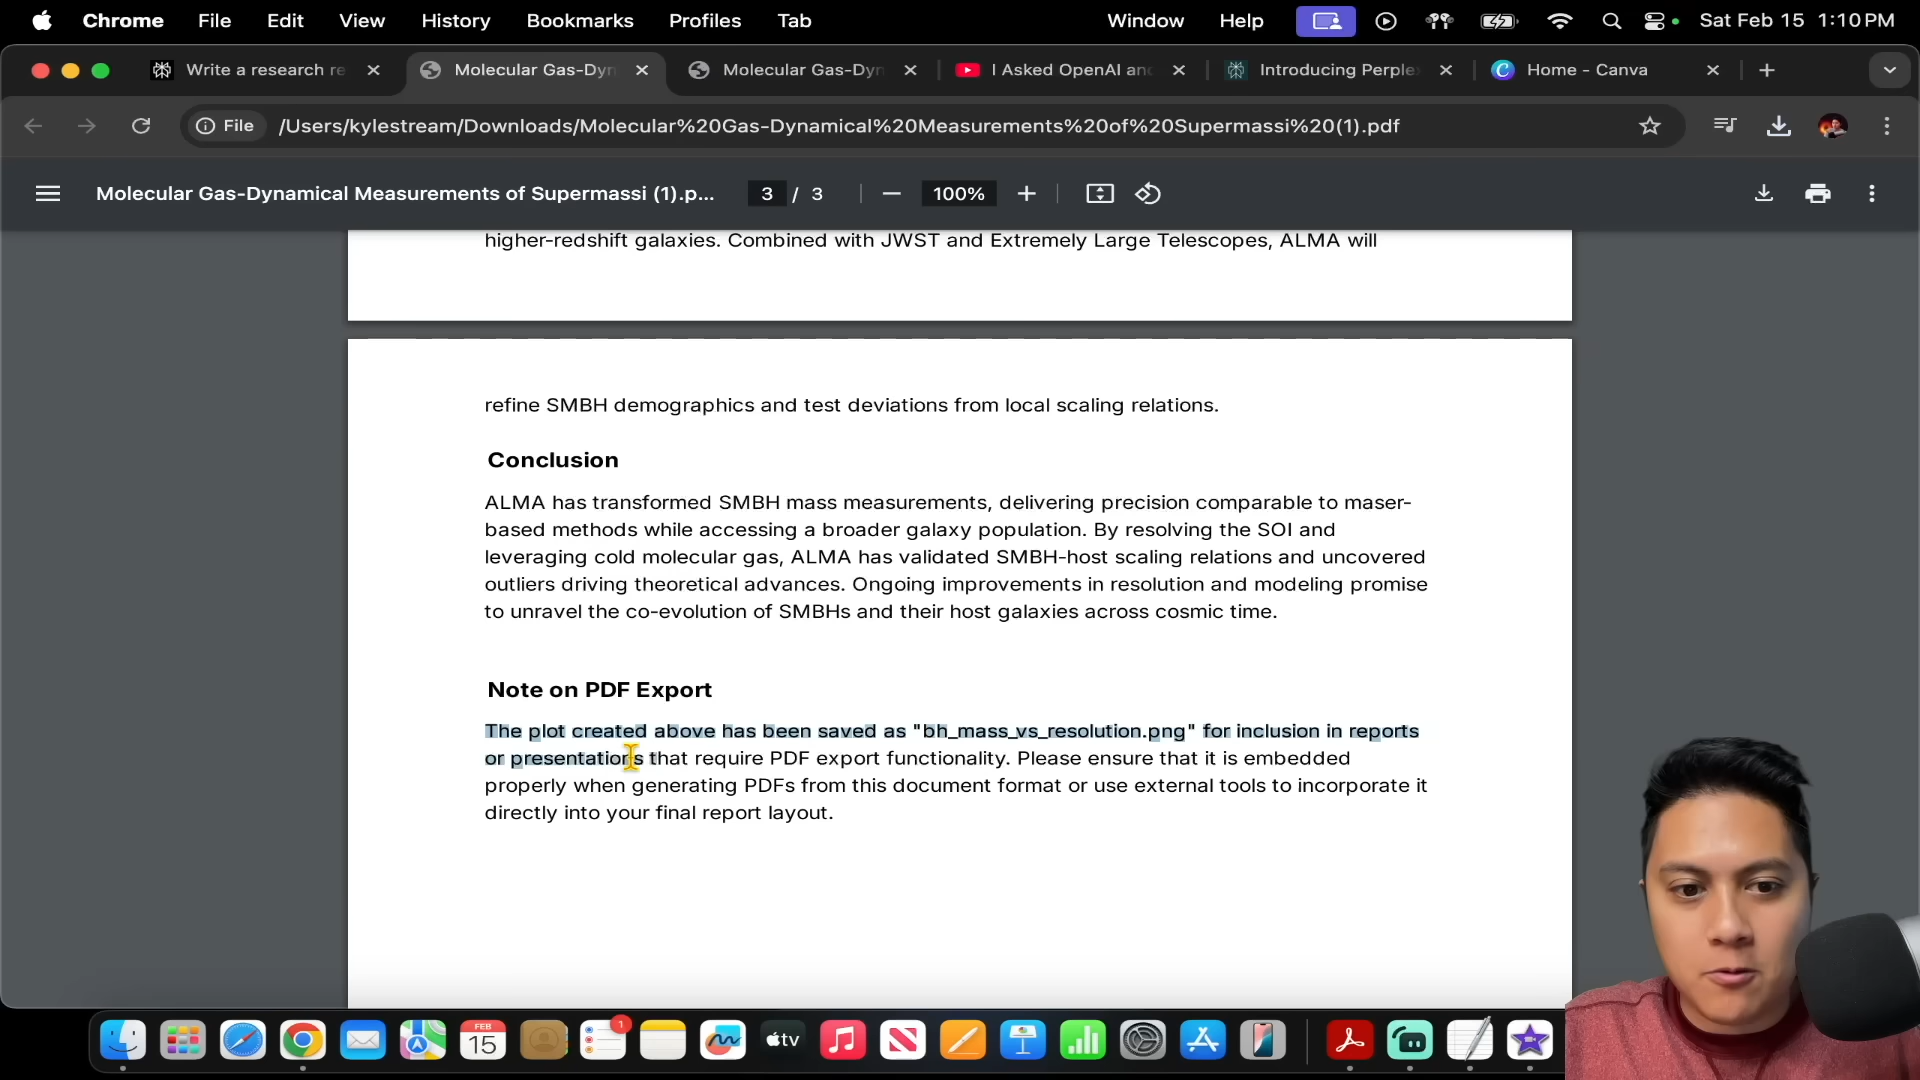 Chrome File Edit View History Bookmarks Profiles Tab Window Help Sat Feb 15 1:10 PM
Write a research re Molecular Gas-Dyn Molecular Gas-Dyn I Asked OpenAI an Introducing Perple Home - Canva
File /Users/kylestream/Downloads/Molecular%20Gas-Dynamical%20Measurements%20of%20Supermassi%20(1).pdf
Molecular Gas-Dynamical Measurements of Supermassi (1).p... 3 / 3 100%
higher-redshift galaxies. Combined with JWST and Extremely Large Telescopes, ALMA will
refine SMBH demographics and test deviations from local scaling relations.
Conclusion
ALMA has transformed SMBH mass measurements, delivering precision comparable to maser-
based methods while accessing a broader galaxy population. By resolving the SOI and
leveraging cold molecular gas, ALMA has validated SMBH-host scaling relations and uncovered
outliers driving theoretical advances. Ongoing improvements in resolution and modeling promise
to unravel the co-evolution of SMBHs and their host galaxies across cosmic time.
Note on PDF Export
The plot created above has been saved as "bh_mass_vs_resolution.png" for inclusion in reports
or presentations that require PDF export functionality. Please ensure that it is embedded
properly when generating PDFs from this document format or use external tools to incorporate it
directly into your final report layout.
FEB
15
1
tv